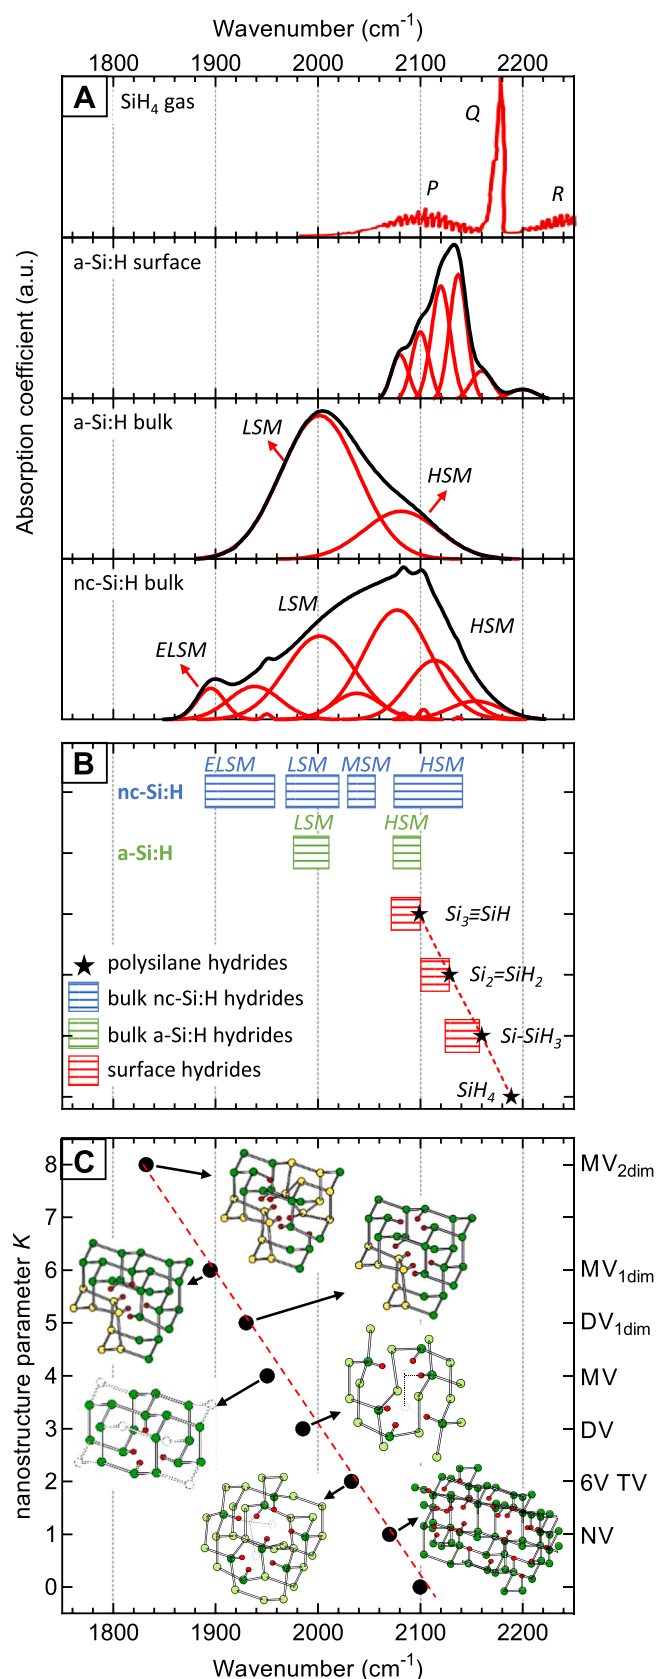 Wavenumber (cm⁻¹)
1800 1900 2000 2100 2200
A
SiH₄ gas
Q
P
R
Absorption coefficient (a.u.)
a-Si:H surface
a-Si:H bulk
LSM
HSM
nc-Si:H bulk
ELSM
LSM
HSM
B
ELSM LSM MSM HSM
nc-Si:H
LSM HSM
a-Si:H
Si₃≡SiH
polysilane hydrides
Si₂=SiH₂
bulk nc-Si:H hydrides
bulk a-Si:H hydrides
Si-SiH₃
surface hydrides
SiH₄
C
nanostructure parameter K
8 MV₂dim
7
6 MV₁dim
5 DV₁dim
4 MV
3 DV
2 6V TV
1 NV
0
1800 1900 2000 2100 2200
Wavenumber (cm⁻¹)